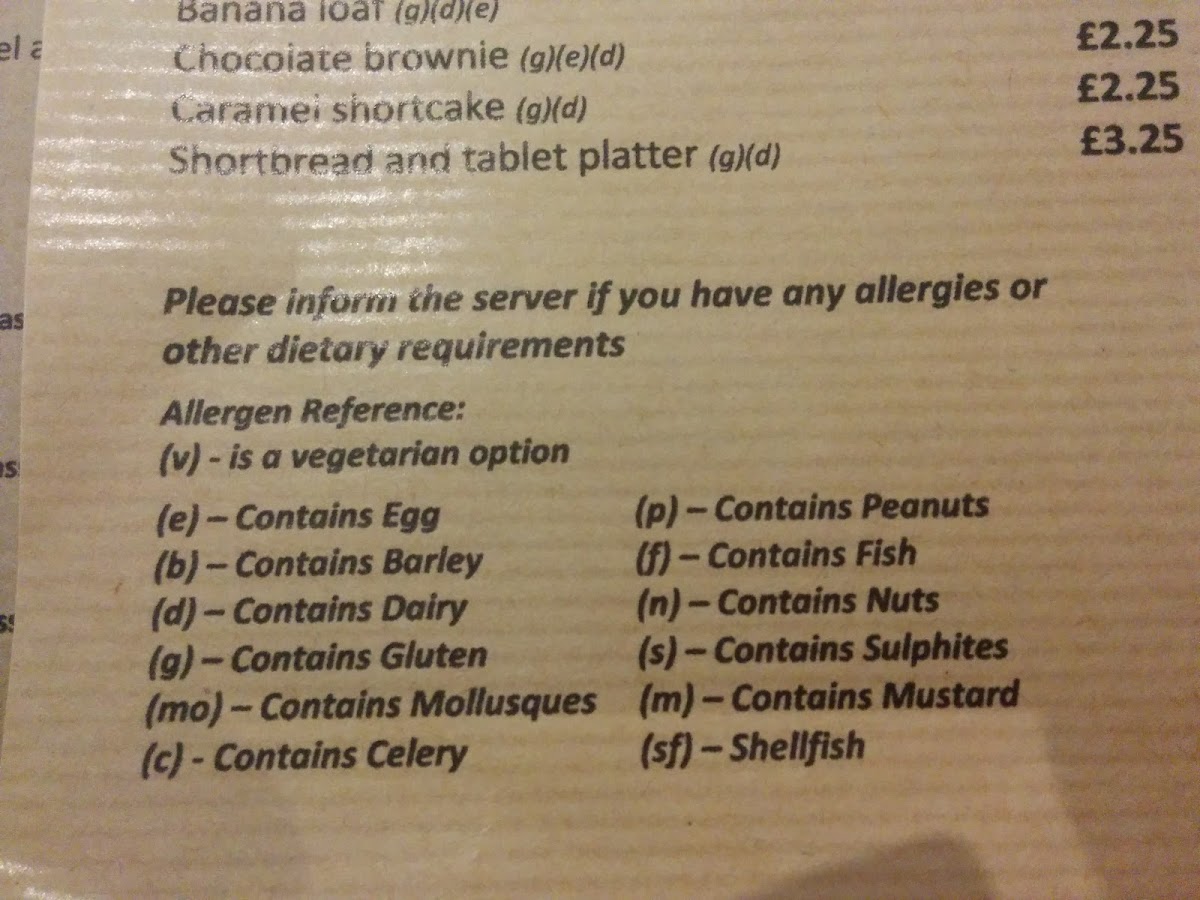 Banana loaf (g)(d)(e)
Chocolate brownie (g)(e)(d) £2.25
Caramel shortcake (g)(d) £2.25
Shortbread and tablet platter (g)(d) £3.25
Please inform the server if you have any allergies or
other dietary requirements
Allergen Reference:
(v) - is a vegetarian option
(e) – Contains Egg (p) – Contains Peanuts
(b) – Contains Barley (f) – Contains Fish
(d) – Contains Dairy (n) – Contains Nuts
(g) – Contains Gluten (s) – Contains Sulphites
(mo) – Contains Mollusques (m) – Contains Mustard
(c) - Contains Celery (sf) – Shellfish